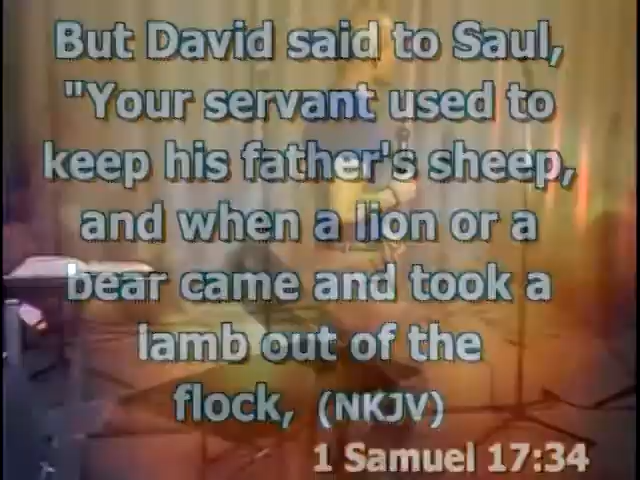 But David said to Saul,
"Your servant used to
keep his father's sheep,
and when a lion or a
bear came and took a
lamb out of the
flock, (NKJV)
1 Samuel 17:34